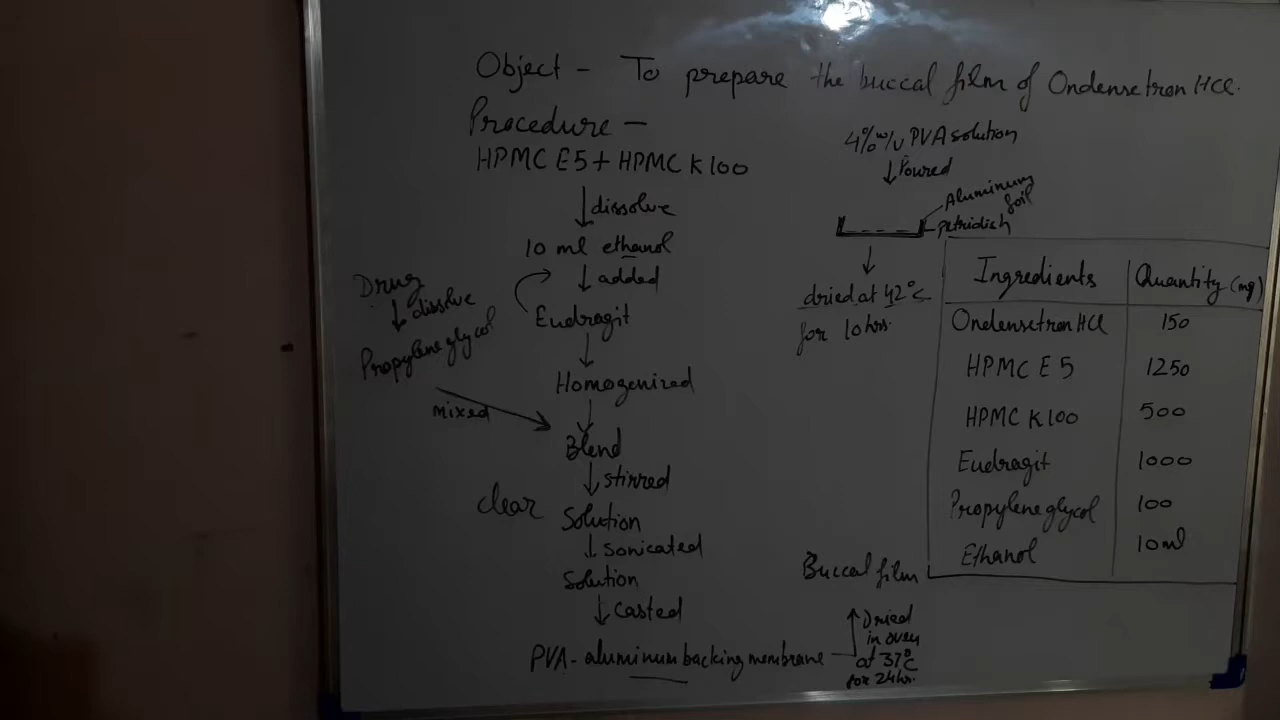 Object - To prepare the buccal film of Ondensetron HCl.
Procedure -
HPMC E5 + HPMC K100
↓ dissolve
10 ml ethanol
↓ added
Eudragit
↓
Homogenized
↓
Blend
↓ stirred
clear Solution
↓ sonicated
Solution
↓ casted
PVA - aluminum backing membrane
Drug
↓ dissolve
Propylene glycol
mixed
4% w/v PVA solution
↓ Poured
Aluminum foil
petridish
↓
dried at 42°C
for 10 hrs.
Buccal film
↑ Dried
in oven
at 37°C
for 24 hr.
Ingredients Quantity (mg)
Ondensetron HCl 150
HPMC E 5 1250
HPMC K100 500
Eudragit 1000
Propylene glycol 100
Ethanol 10 ml